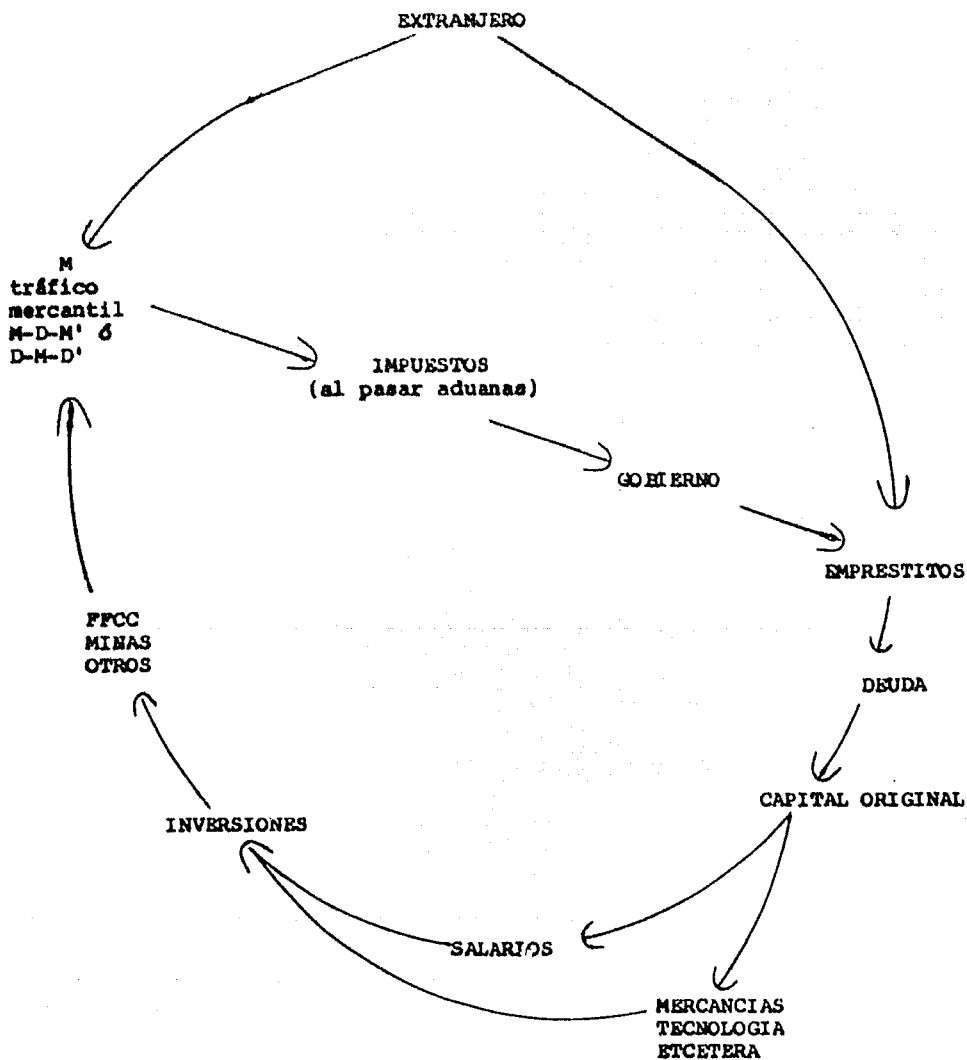 EXTRANJERO
M
tráfico
mercantil
M-D-M' ó
D-M-D'
IMPUESTOS
(al pasar aduanas)
GOBIERNO
EMPRESTITOS
DEUDA
CAPITAL ORIGINAL
FFCC
MINAS
OTROS
INVERSIONES
SALARIOS
MERCANCIAS
TECNOLOGIA
ETCETERA